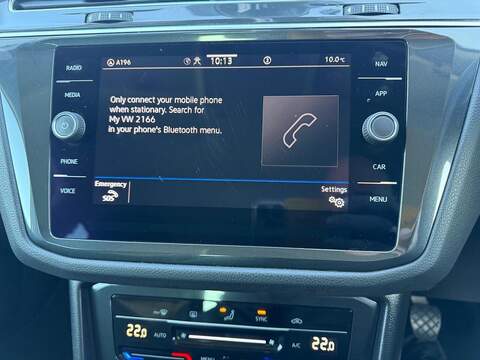 A196 10:13 10.0°C
RADIO
MEDIA
PHONE
VOICE
NAV
APP
CAR
MENU
Only connect your mobile phone
when stationary. Search for
My VW 2166
in your phone's Bluetooth menu.
Emergency
SOS
Settings
22.0 AUTO SYNC A/C 22.0
MENU